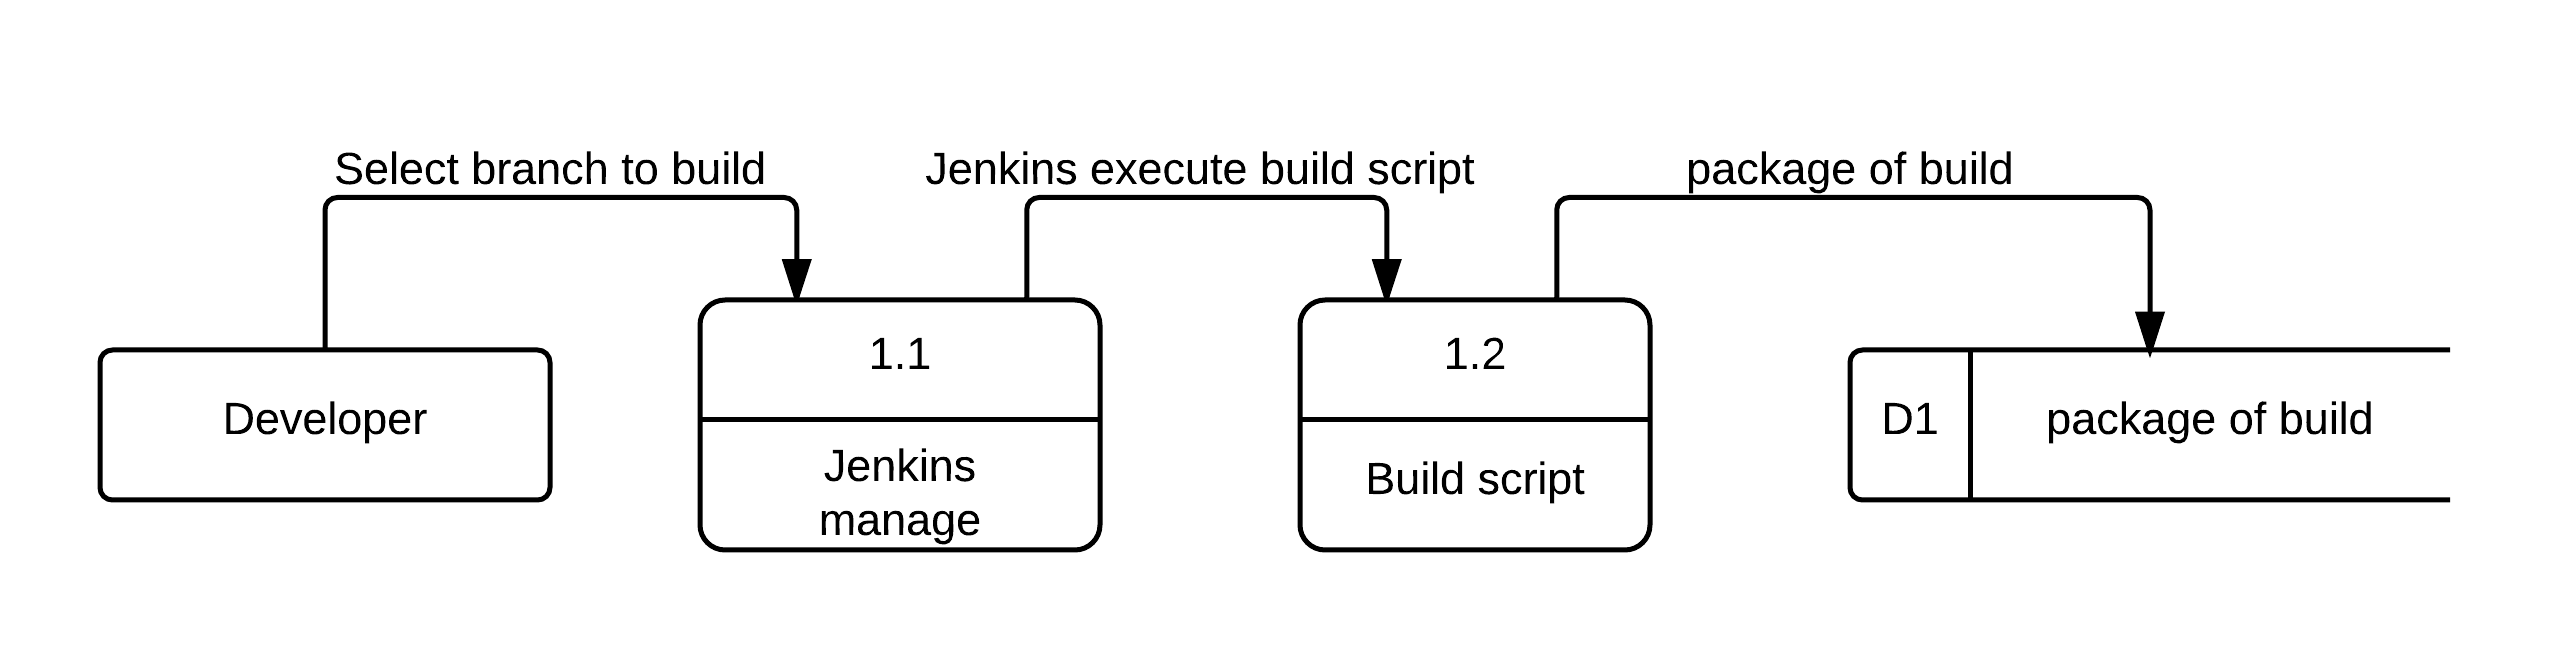 Select branch to build
Jenkins execute build script
package of build
Developer
1.1
Jenkins
manage
1.2
Build script
D1
package of build